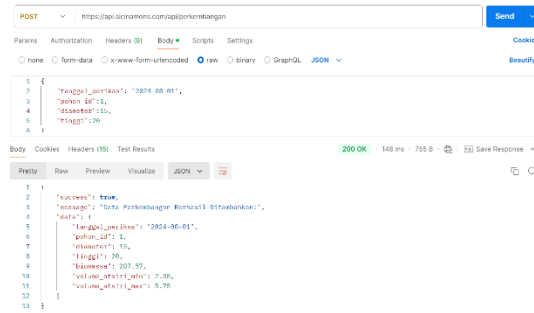 POST https://api.sicinamons.com/api/perkembangan Send
Params Authorization Headers (9) Body Scripts Settings Cookie
none form-data x-www-form-urlencoded raw binary GraphQL JSON Beautify
1 {
2 "tanggal_periksa": "2024-08-01",
3 "pohon_id":1,
4 "diameter":15,
5 "tinggi":20
6 }
Body Cookies Headers (15) Test Results 200 OK 148 ms 755 B Save Response
Pretty Raw Preview Visualize JSON
1 {
2 "success": true,
3 "message": "Data Perkembangan Berhasil Ditambahkan!",
4 "data": {
5 "tanggal_periksa": "2024-08-01",
6 "pohon_id": 1,
7 "diameter": 15,
8 "tinggi": 20,
9 "biomassa": 287.57,
10 "volume_atsiri_min": 2.88,
11 "volume_atsiri_max": 5.75
12 }
13 }